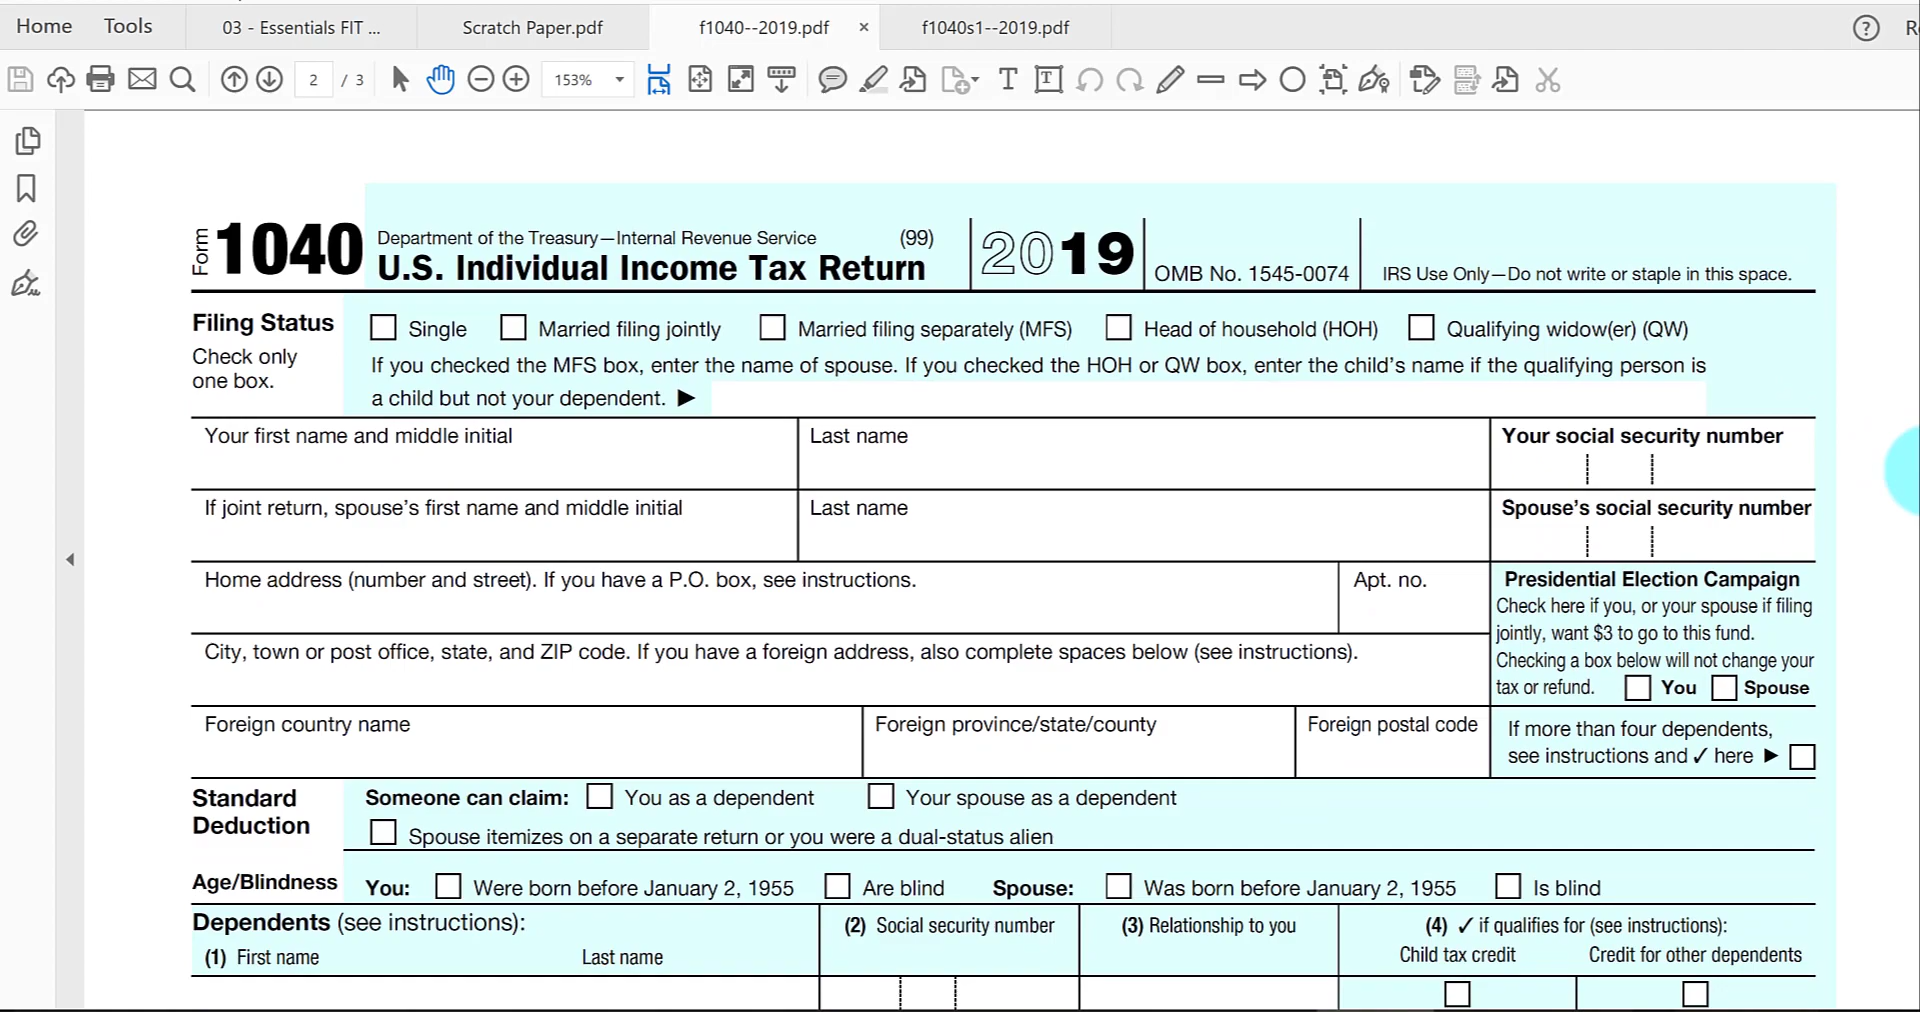 Home Tools 03 - Essentials FIT ... Scratch Paper.pdf f1040--2019.pdf × f1040s1--2019.pdf ? R
2 / 3 153%
Form 1040 Department of the Treasury—Internal Revenue Service (99)
U.S. Individual Income Tax Return 2019 OMB No. 1545-0074 IRS Use Only—Do not write or staple in this space.
Filing Status Single Married filing jointly Married filing separately (MFS) Head of household (HOH) Qualifying widow(er) (QW)
Check only
one box.
If you checked the MFS box, enter the name of spouse. If you checked the HOH or QW box, enter the child’s name if the qualifying person is
a child but not your dependent. ►
Your first name and middle initial Last name Your social security number
If joint return, spouse’s first name and middle initial Last name Spouse’s social security number
Home address (number and street). If you have a P.O. box, see instructions. Apt. no.
City, town or post office, state, and ZIP code. If you have a foreign address, also complete spaces below (see instructions).
Presidential Election Campaign
Check here if you, or your spouse if filing
jointly, want $3 to go to this fund.
Checking a box below will not change your
tax or refund. You Spouse
Foreign country name Foreign province/state/county Foreign postal code
If more than four dependents,
see instructions and ✓ here ►
Standard
Deduction
Someone can claim: You as a dependent Your spouse as a dependent
Spouse itemizes on a separate return or you were a dual-status alien
Age/Blindness You: Were born before January 2, 1955 Are blind Spouse: Was born before January 2, 1955 Is blind
Dependents (see instructions): (2) Social security number (3) Relationship to you (4) ✓ if qualifies for (see instructions):
(1) First name Last name Child tax credit Credit for other dependents